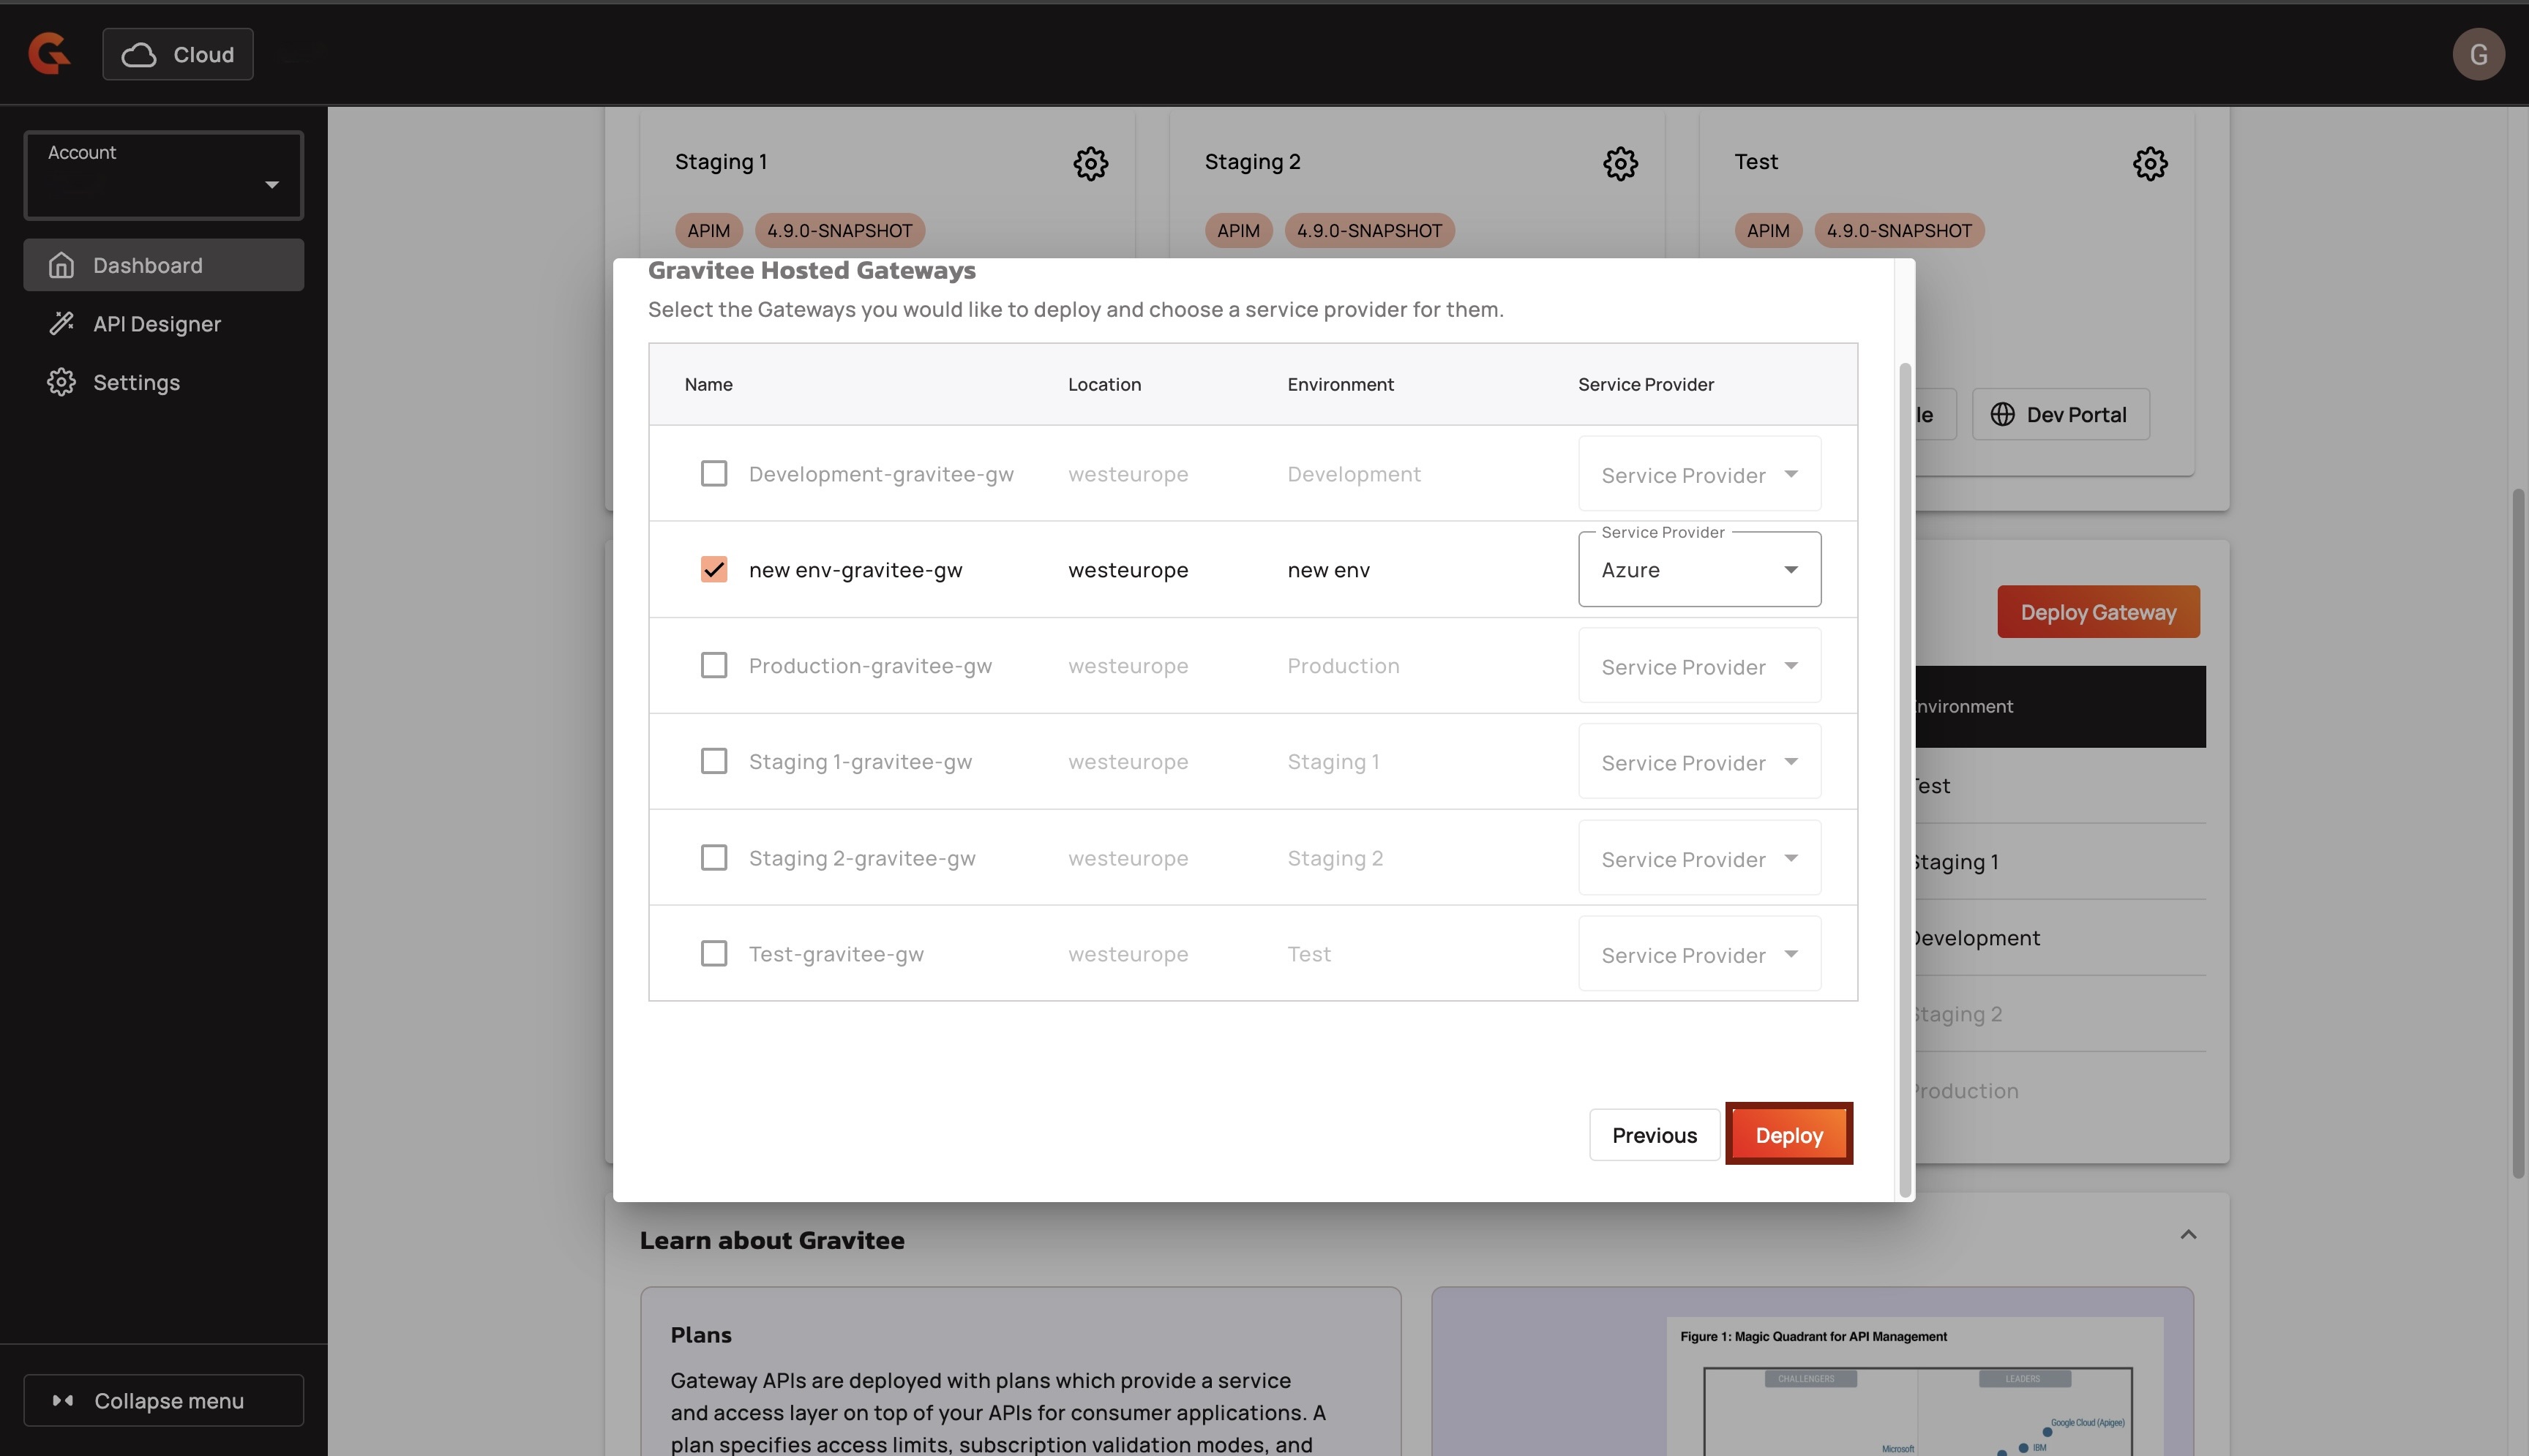 Cloud
G
Account
Dashboard
API Designer
Settings
Collapse menu
Staging 1
APIM 4.9.0-SNAPSHOT
Staging 2
APIM 4.9.0-SNAPSHOT
Test
APIM 4.9.0-SNAPSHOT
Dev Portal
Gravitee Hosted Gateways
Select the Gateways you would like to deploy and choose a service provider for them.
Name Location Environment Service Provider
Development-gravitee-gw westeurope Development Service Provider
Service Provider
new env-gravitee-gw westeurope new env Azure
Production-gravitee-gw westeurope Production Service Provider
Staging 1-gravitee-gw westeurope Staging 1 Service Provider
Staging 2-gravitee-gw westeurope Staging 2 Service Provider
Test-gravitee-gw westeurope Test Service Provider
Previous Deploy
Deploy Gateway
nvironment
Test
Staging 1
Development
Staging 2
Production
Learn about Gravitee
Plans
Gateway APIs are deployed with plans which provide a service
and access layer on top of your APIs for consumer applications. A
plan specifies access limits, subscription validation modes, and
Figure 1: Magic Quadrant for API Management
CHALLENGERS LEADERS
Google Cloud (Apigee)
IBM
Microsoft